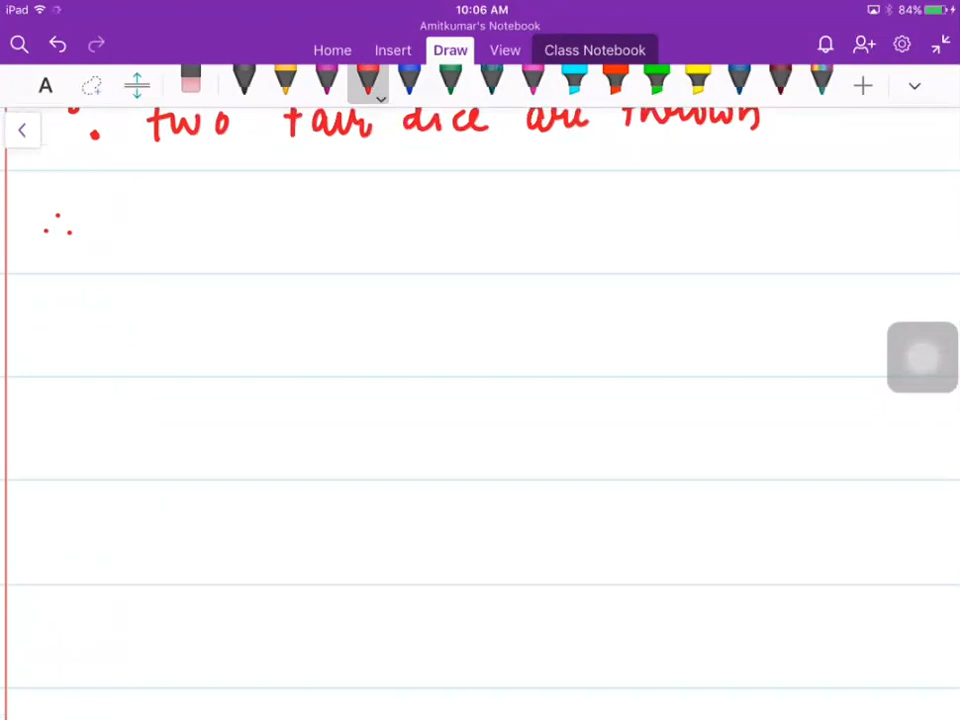 iPad 10:06 AM 84%
Amitkumar's Notebook
Home Insert Draw View Class Notebook
A
∵ two fair dice are thrown
∴